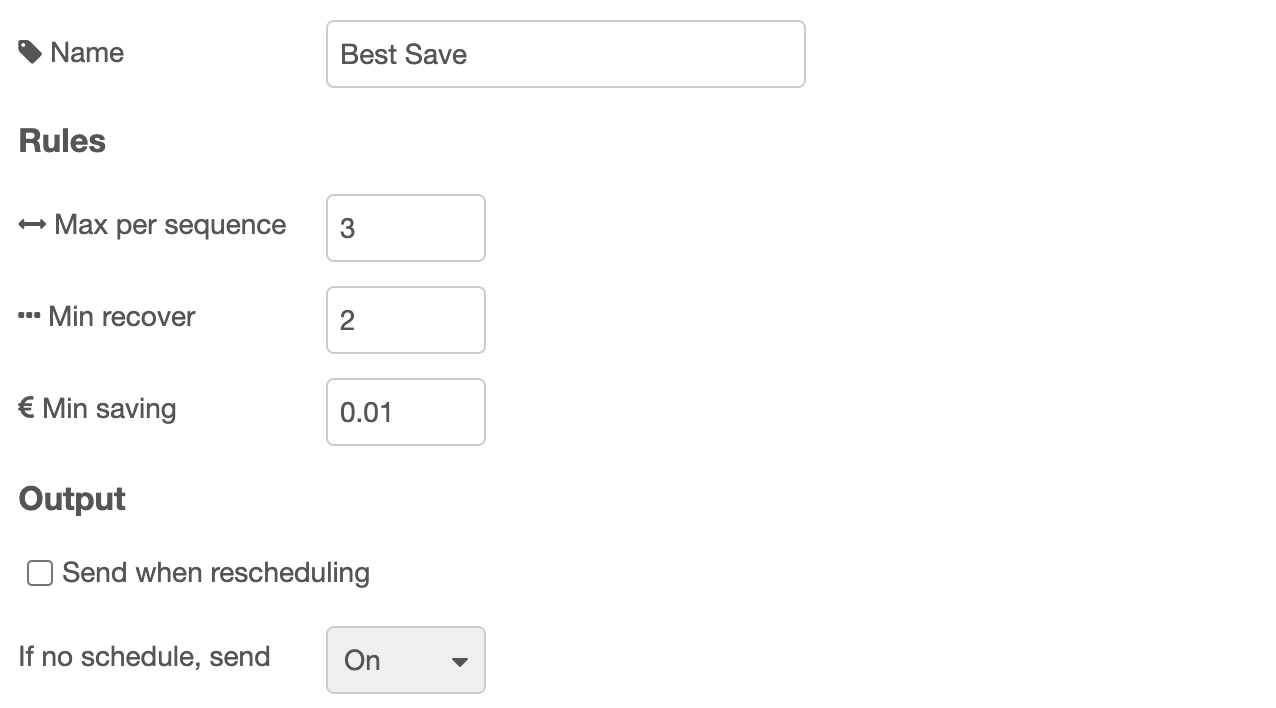 Name Best Save
Rules
Max per sequence 3
Min recover 2
€ Min saving 0.01
Output
Send when rescheduling
If no schedule, send On